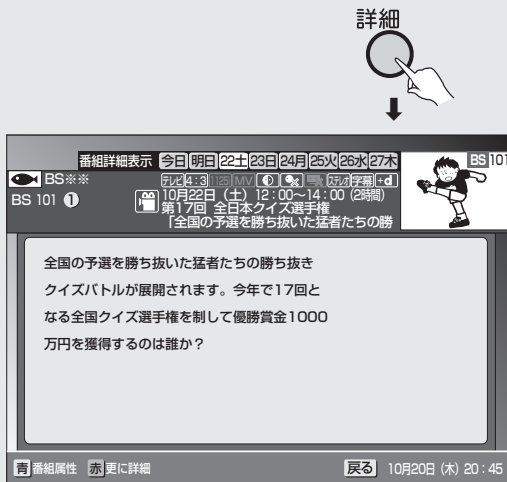 詳細
番組詳細表示 今日 明日 22土 23日 24月 25火 26水 27木
BS 101
BS※※
テレビ 4:3 1125i MV ステレオ 字幕 +d
BS 101 ①
10月22日（土）12：00～14：00（2時間）
第17回 全日本クイズ選手権
「全国の予選を勝ち抜いた猛者たちの勝
全国の予選を勝ち抜いた猛者たちの勝ち抜き
クイズバトルが展開されます。今年で17回と
なる全国クイズ選手権を制して優勝賞金1000
万円を獲得するのは誰か？
青 番組属性 赤 更に詳細 戻る 10月20日（木）20：45